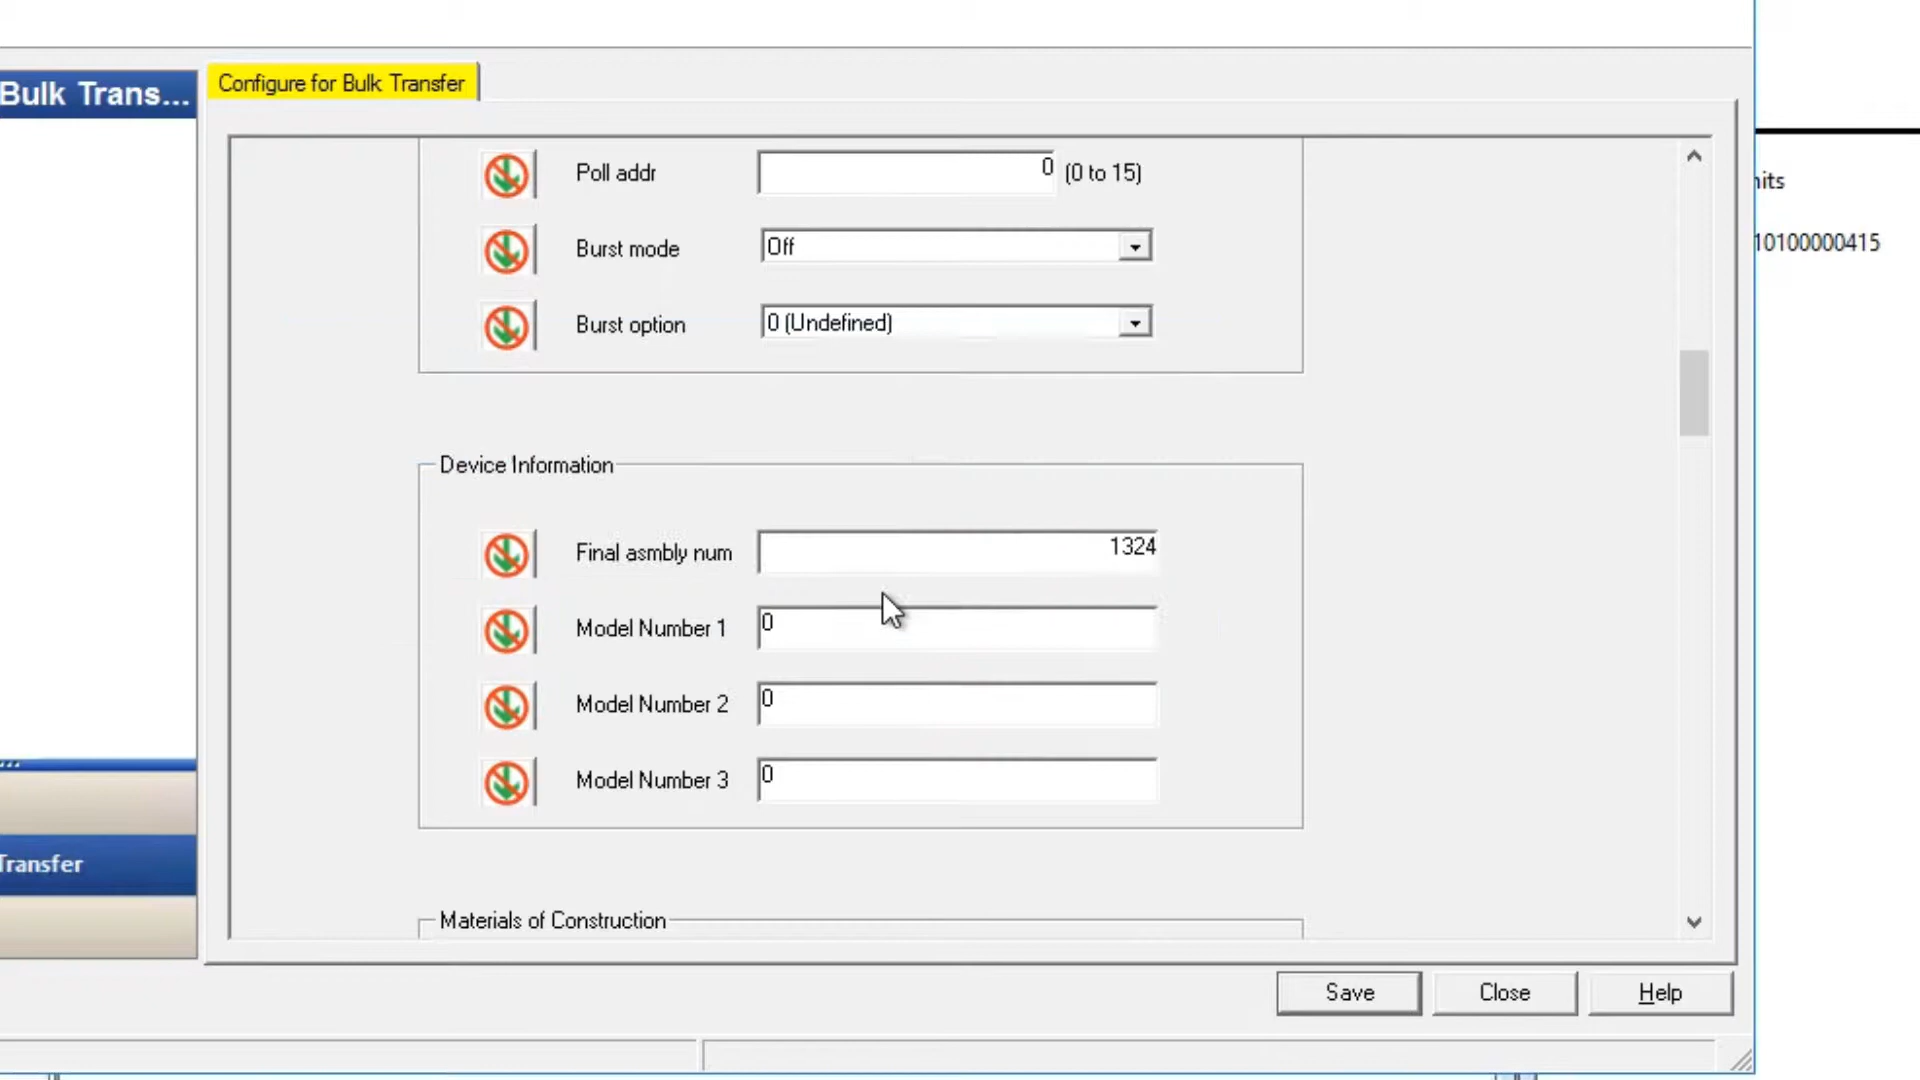 Bulk Trans...
Configure for Bulk Transfer
Poll addr 0 (0 to 15)
Burst mode Off
Burst option 0 (Undefined)
Device Information
Final asmbly num 1324
Model Number 1 0
Model Number 2 0
Model Number 3 0
Materials of Construction
Transfer
Save Close Help
10100000415